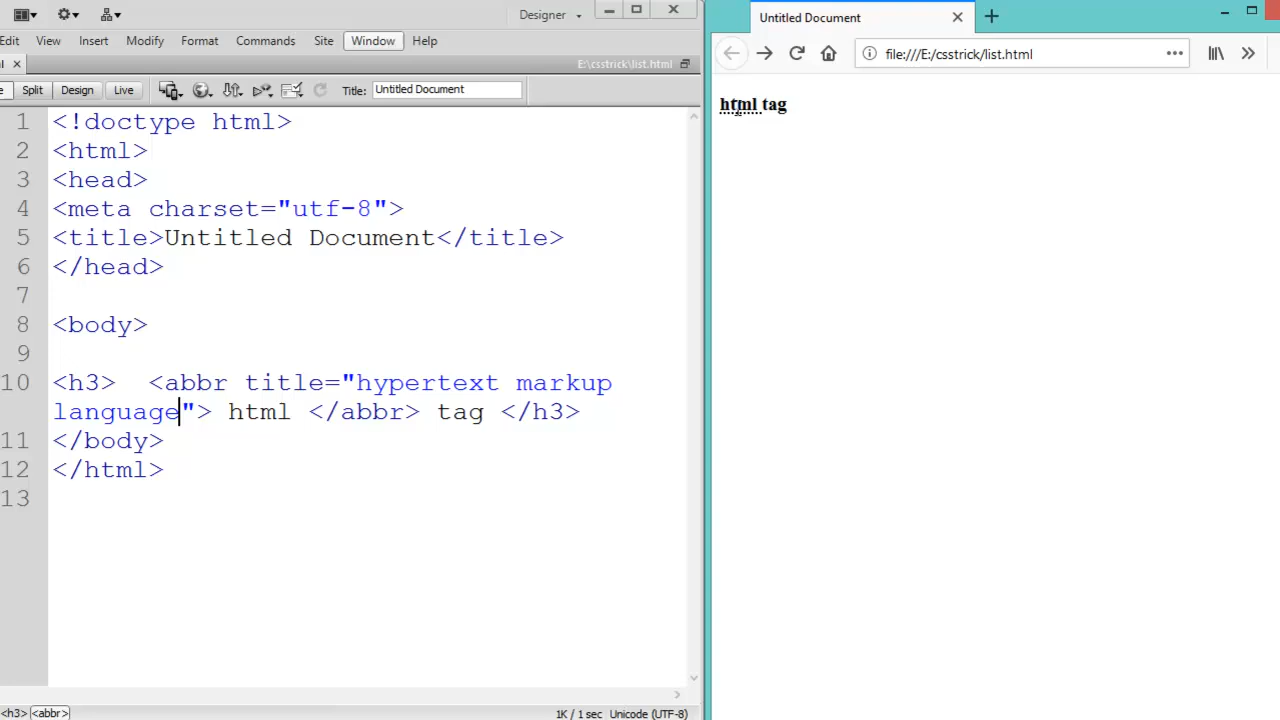 Designer
Edit View Insert Modify Format Commands Site Window Help
E:\csstrick\list.html
Split Design Live Title: Untitled Document
1 <!doctype html>
2 <html>
3 <head>
4 <meta charset="utf-8">
5 <title>Untitled Document</title>
6 </head>
7
8 <body>
9
10 <h3>  <abbr title="hypertext markup
language"> html </abbr> tag </h3>
11 </body>
12 </html>
13
<h3> <abbr> 1K / 1 sec Unicode (UTF-8)
Untitled Document
file:///E:/csstrick/list.html
html tag